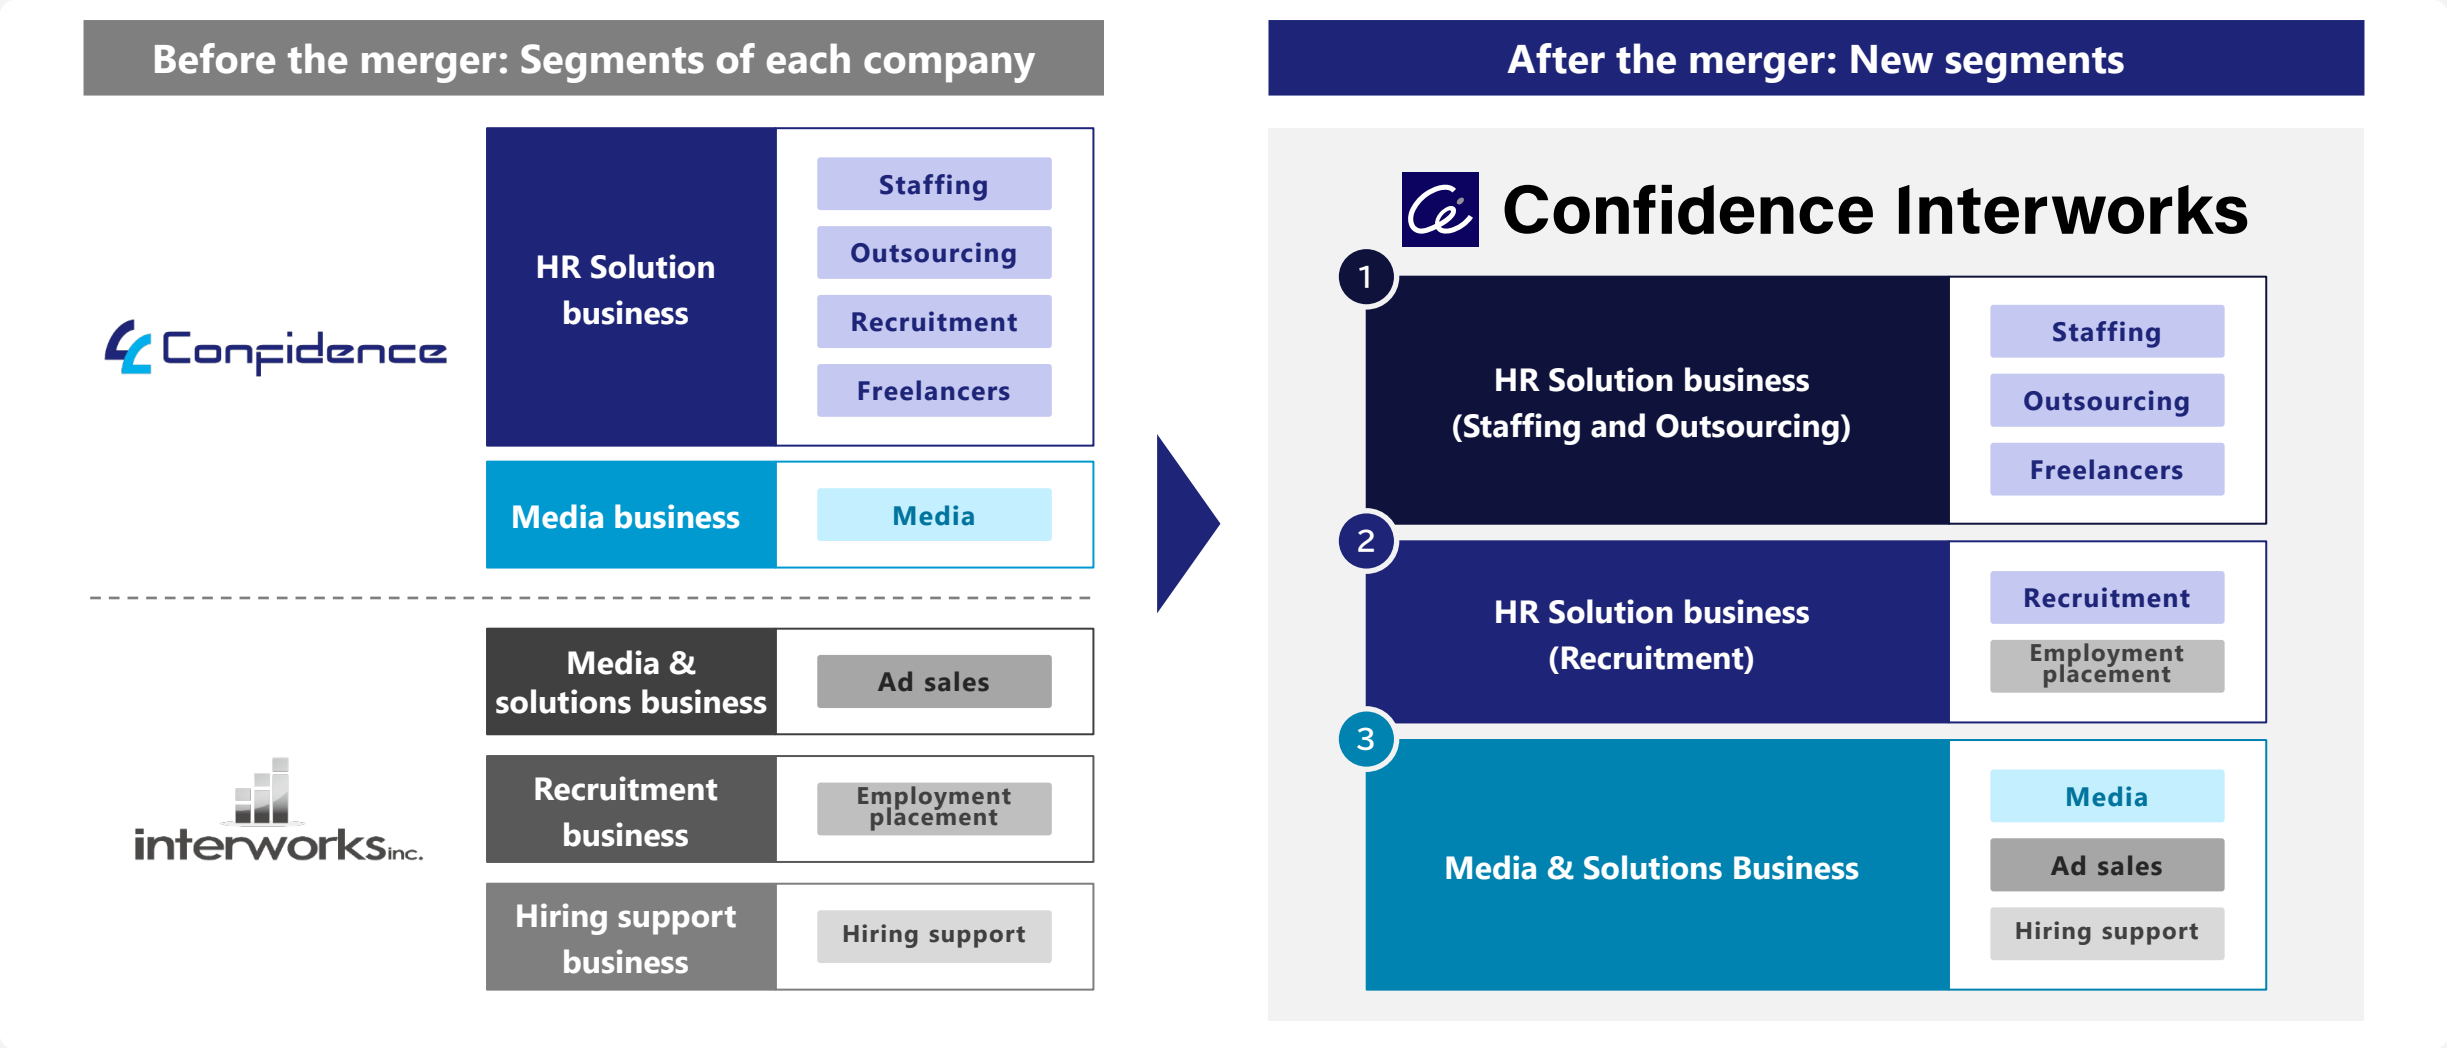 Before the merger: Segments of each company
Confidence
HR Solution
business
Staffing
Outsourcing
Recruitment
Freelancers
Media business
Media
interworks inc.
Media &
solutions business
Ad sales
Recruitment
business
Employment
placement
Hiring support
business
Hiring support
After the merger: New segments
Ci Confidence Interworks
1
HR Solution business
(Staffing and Outsourcing)
Staffing
Outsourcing
Freelancers
2
HR Solution business
(Recruitment)
Recruitment
Employment
placement
3
Media & Solutions Business
Media
Ad sales
Hiring support